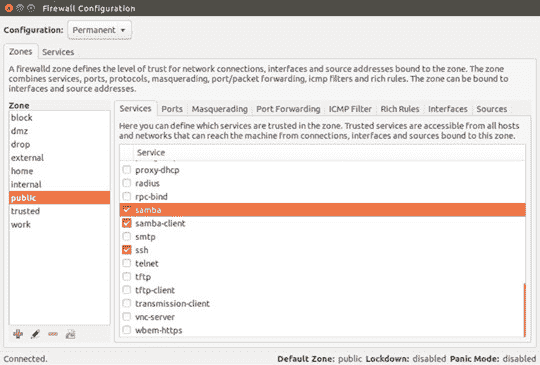 Firewall Configuration
Configuration: Permanent
Zones Services
A firewalld zone defines the level of trust for network connections, interfaces and source addresses bound to the zone. The zone
combines services, ports, protocols, masquerading, port/packet forwarding, icmp filters and rich rules. The zone can be bound to
interfaces and source addresses.
Zone
block
dmz
drop
external
home
internal
public
trusted
work
Services Ports Masquerading Port Forwarding ICMP Filter Rich Rules Interfaces Sources
Here you can define which services are trusted in the zone. Trusted services are accessible from all hosts
and networks that can reach the machine from connections, interfaces and sources bound to this zone.
Service
proxy-dhcp
radius
rpc-bind
samba
samba-client
smtp
ssh
telnet
tftp
tftp-client
transmission-client
vnc-server
wbem-https
Connected.
Default Zone: public Lockdown: disabled Panic Mode: disabled